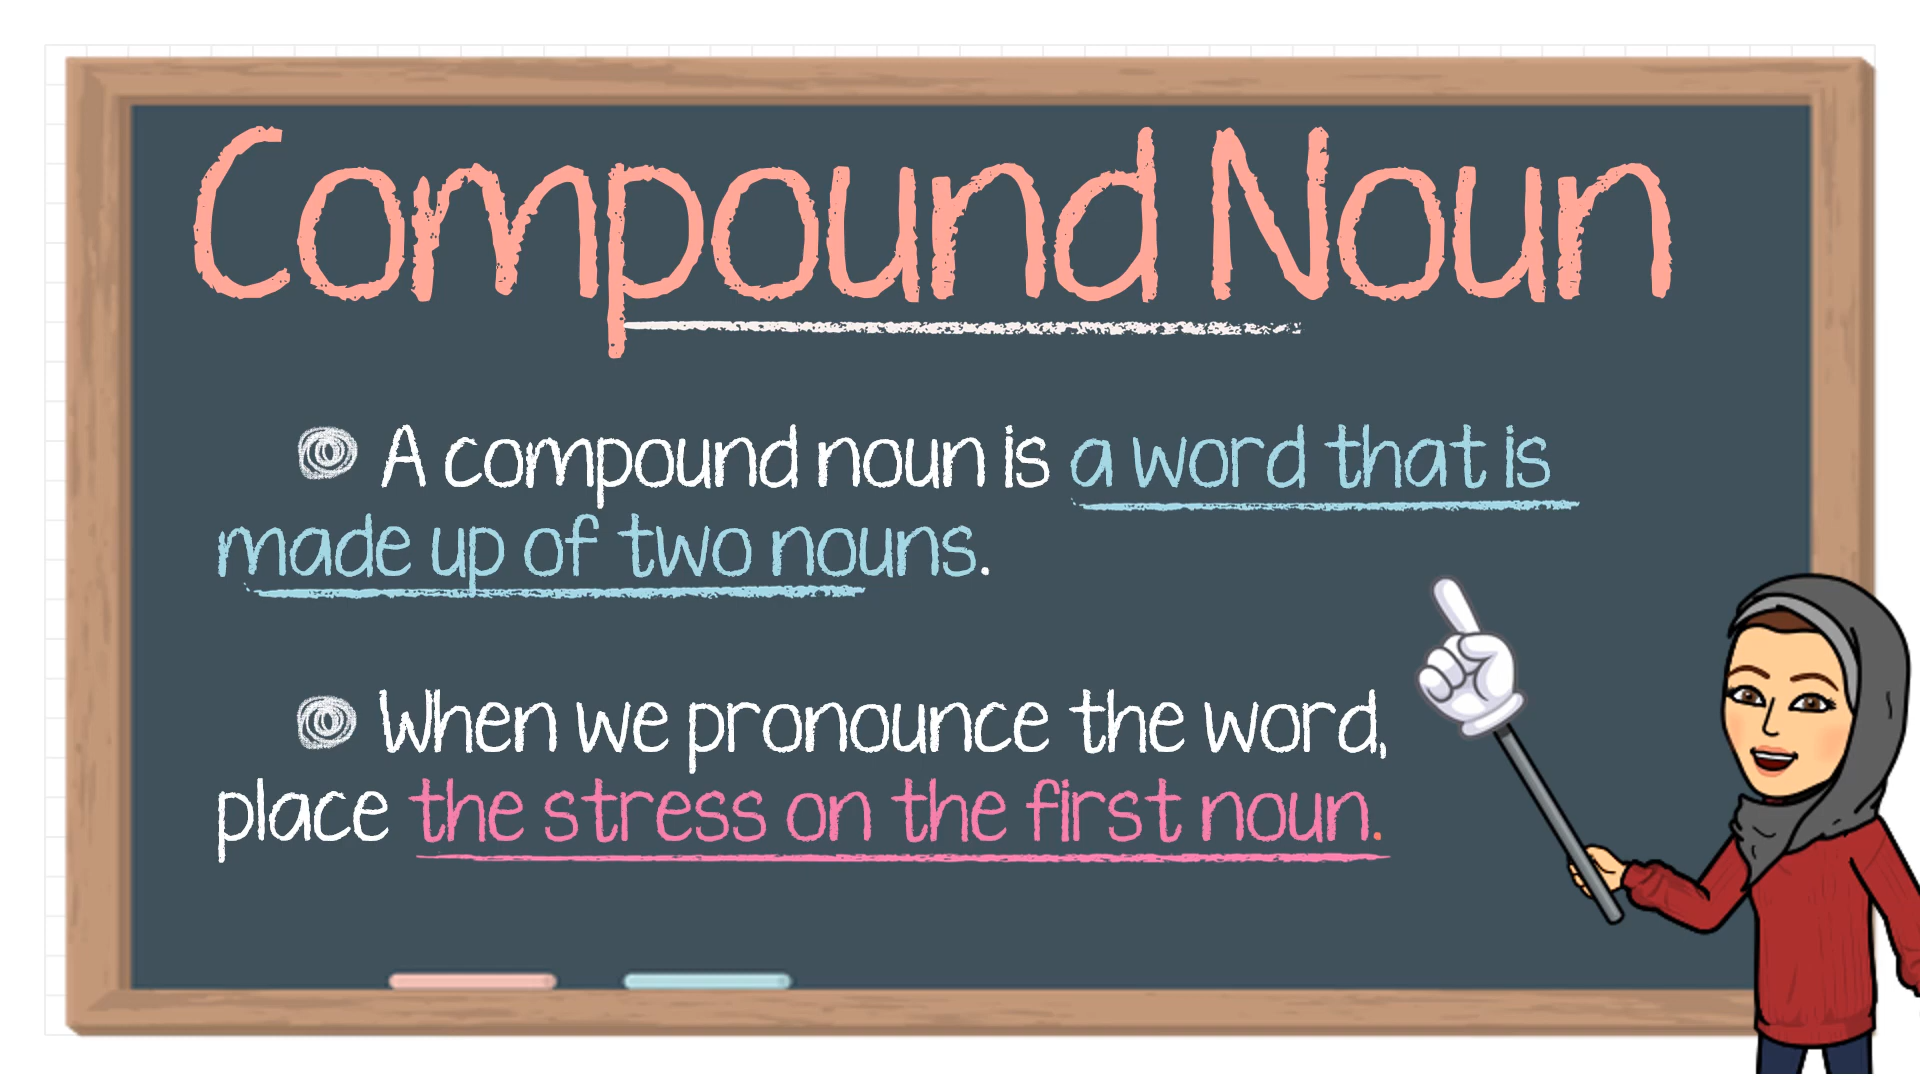 Compound Noun
A compound noun is a word that is
made up of two nouns.
When we pronounce the word,
place the stress on the first noun.